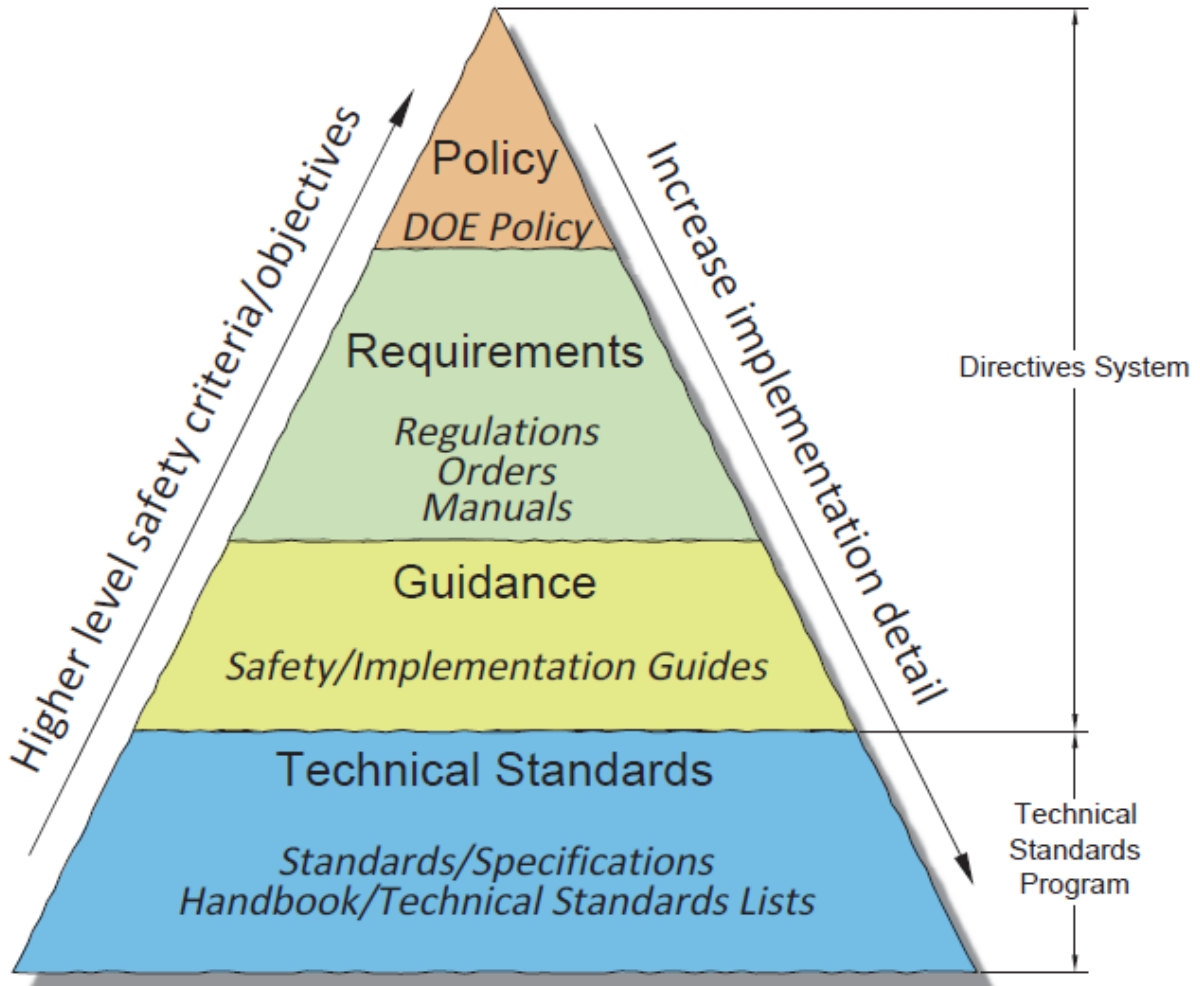 Policy
DOE Policy
Requirements
Regulations
Orders
Manuals
Guidance
Safety/Implementation Guides
Technical Standards
Standards/Specifications
Handbook/Technical Standards Lists
Higher level safety criteria/objectives
Increase implementation detail
Directives System
Technical
Standards
Program